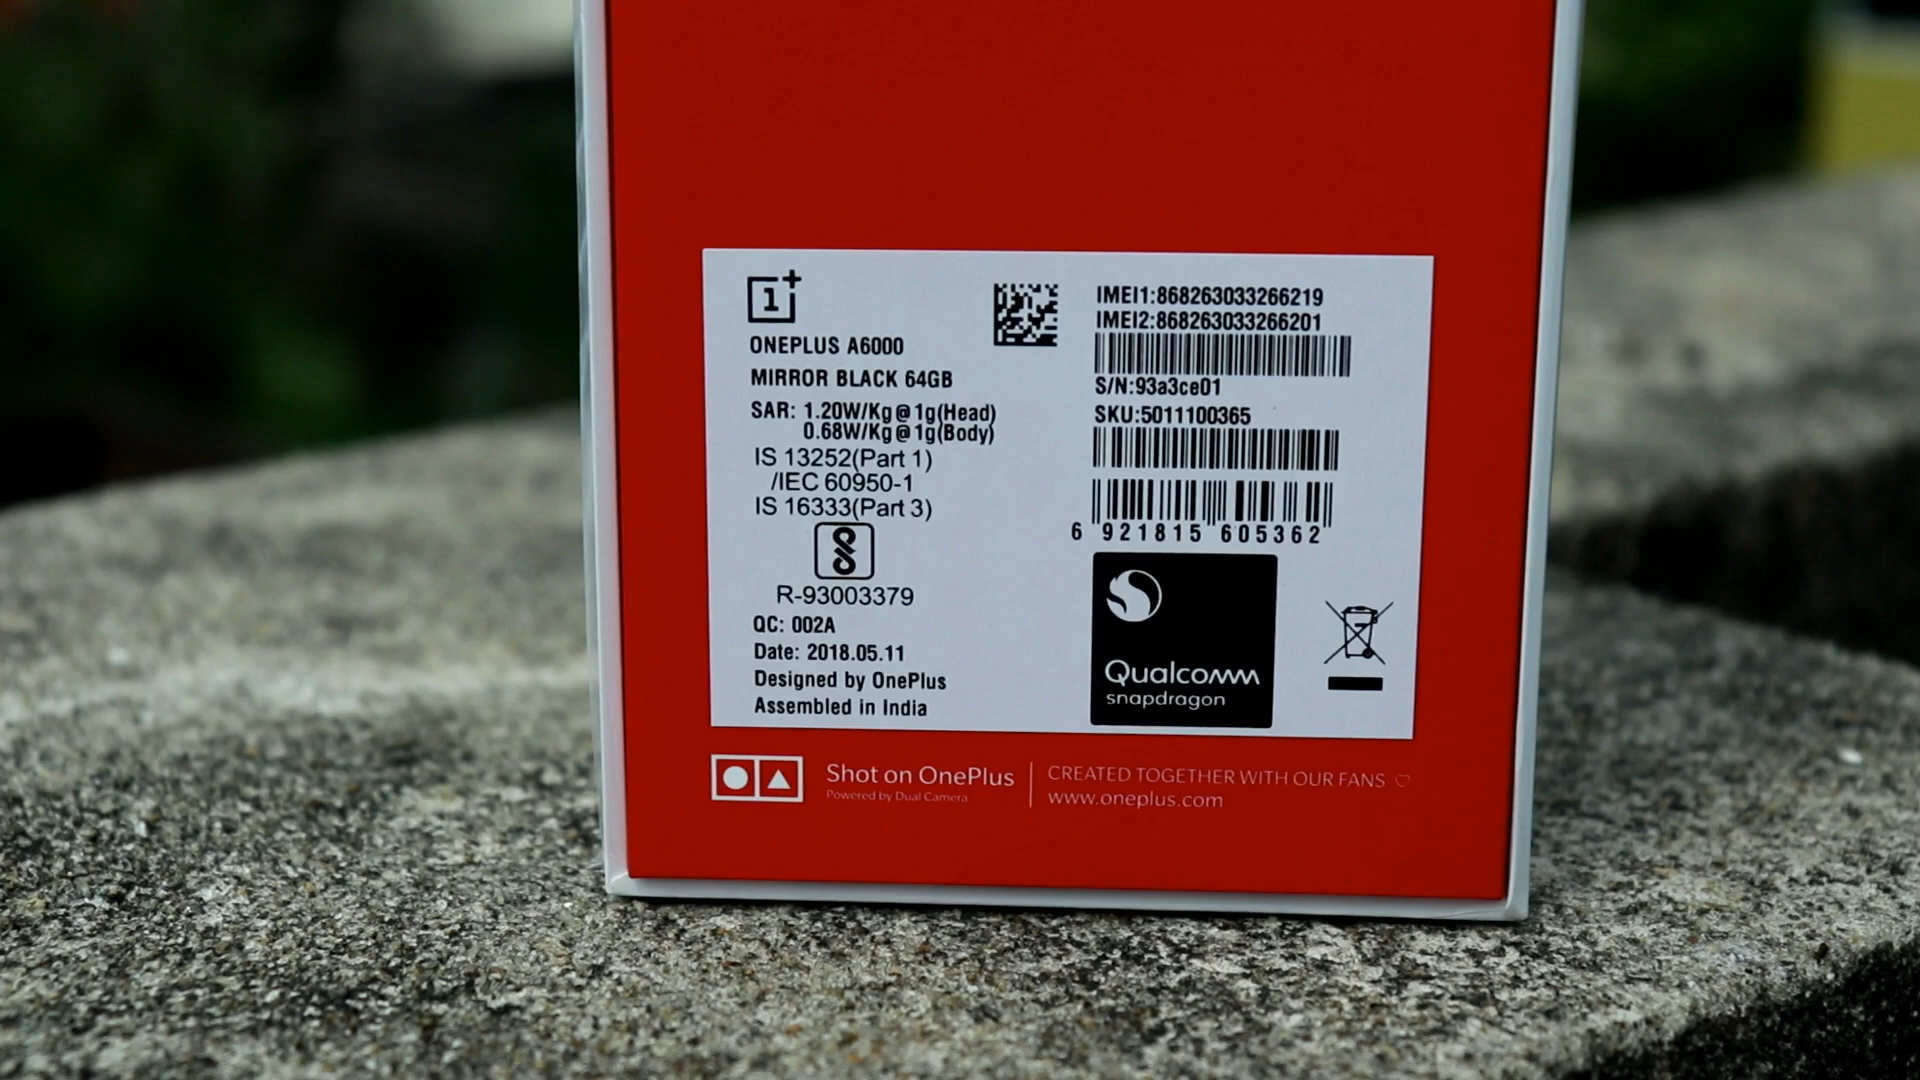 ONEPLUS A6000
MIRROR BLACK 64GB
SAR: 1.20W/Kg@1g(Head)
0.68W/Kg@1g(Body)
IS 13252(Part 1)
/IEC 60950-1
IS 16333(Part 3)
R-93003379
QC: 002A
Date: 2018.05.11
Designed by OnePlus
Assembled in India
IMEI1:868263033266219
IMEI2:868263033266201
S/N:93a3ce01
SKU:5011100365
6 921815 605362
Qualcomm
snapdragon
Shot on OnePlus
Powered by Dual Camera
CREATED TOGETHER WITH OUR FANS ♡
www.oneplus.com